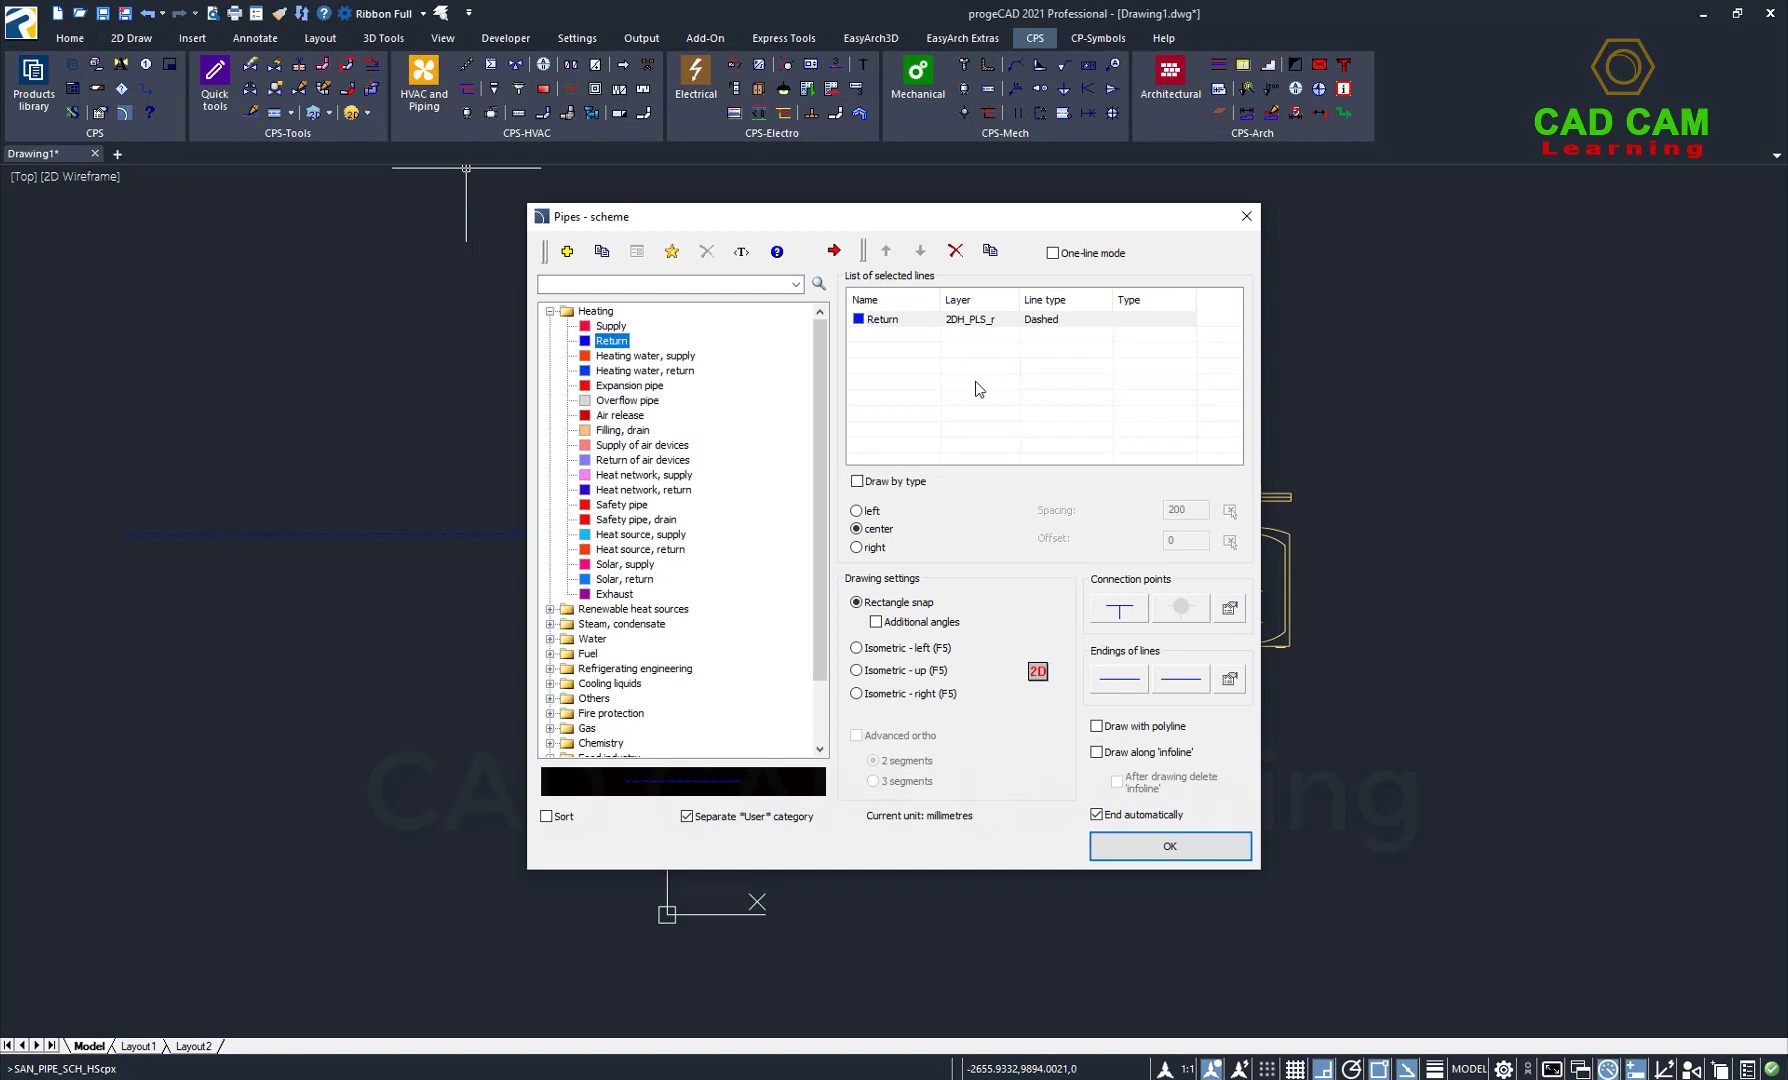 Ribbon Full
progeCAD 2021 Professional - [Drawing1.dwg*]
Home 2D Draw Insert Annotate Layout 3D Tools View Developer Settings Output Add-On Express Tools EasyArch3D EasyArch Extras CPS CP-Symbols Help
Products library
Quick tools
HVAC and Piping
Electrical
Mechanical
Architectural
CPS CPS-Tools CPS-HVAC CPS-Electro CPS-Mech CPS-Arch
CAD CAM
Learning
Drawing1*
[Top] [2D Wireframe]
Pipes - scheme
<T>
One-line mode
List of selected lines
Name Layer Line type Type
Return 2DH_PLS_r Dashed
Heating
Supply
Return
Heating water, supply
Heating water, return
Expansion pipe
Overflow pipe
Air release
Filling, drain
Supply of air devices
Return of air devices
Heat network, supply
Heat network, return
Safety pipe
Safety pipe, drain
Heat source, supply
Heat source, return
Solar, supply
Solar, return
Exhaust
Renewable heat sources
Steam, condensate
Water
Fuel
Refrigerating engineering
Cooling liquids
Others
Fire protection
Gas
Chemistry
Draw by type
left
center
right
Spacing: 200
Offset: 0
Drawing settings
Rectangle snap
Additional angles
Isometric - left (F5)
Isometric - up (F5)
Isometric - right (F5)
2D
Advanced ortho
2 segments
3 segments
Current unit: milimetres
Connection points
Endings of lines
Draw with polyline
Draw along 'infoline'
After drawing delete
'infoline'
End automatically
OK
Sort
Separate *User* category
X
Model Layout1 Layout2
>SAN_PIPE_SCH_HScpx
-2655.9332,9894.0021,0
1:1
MODEL